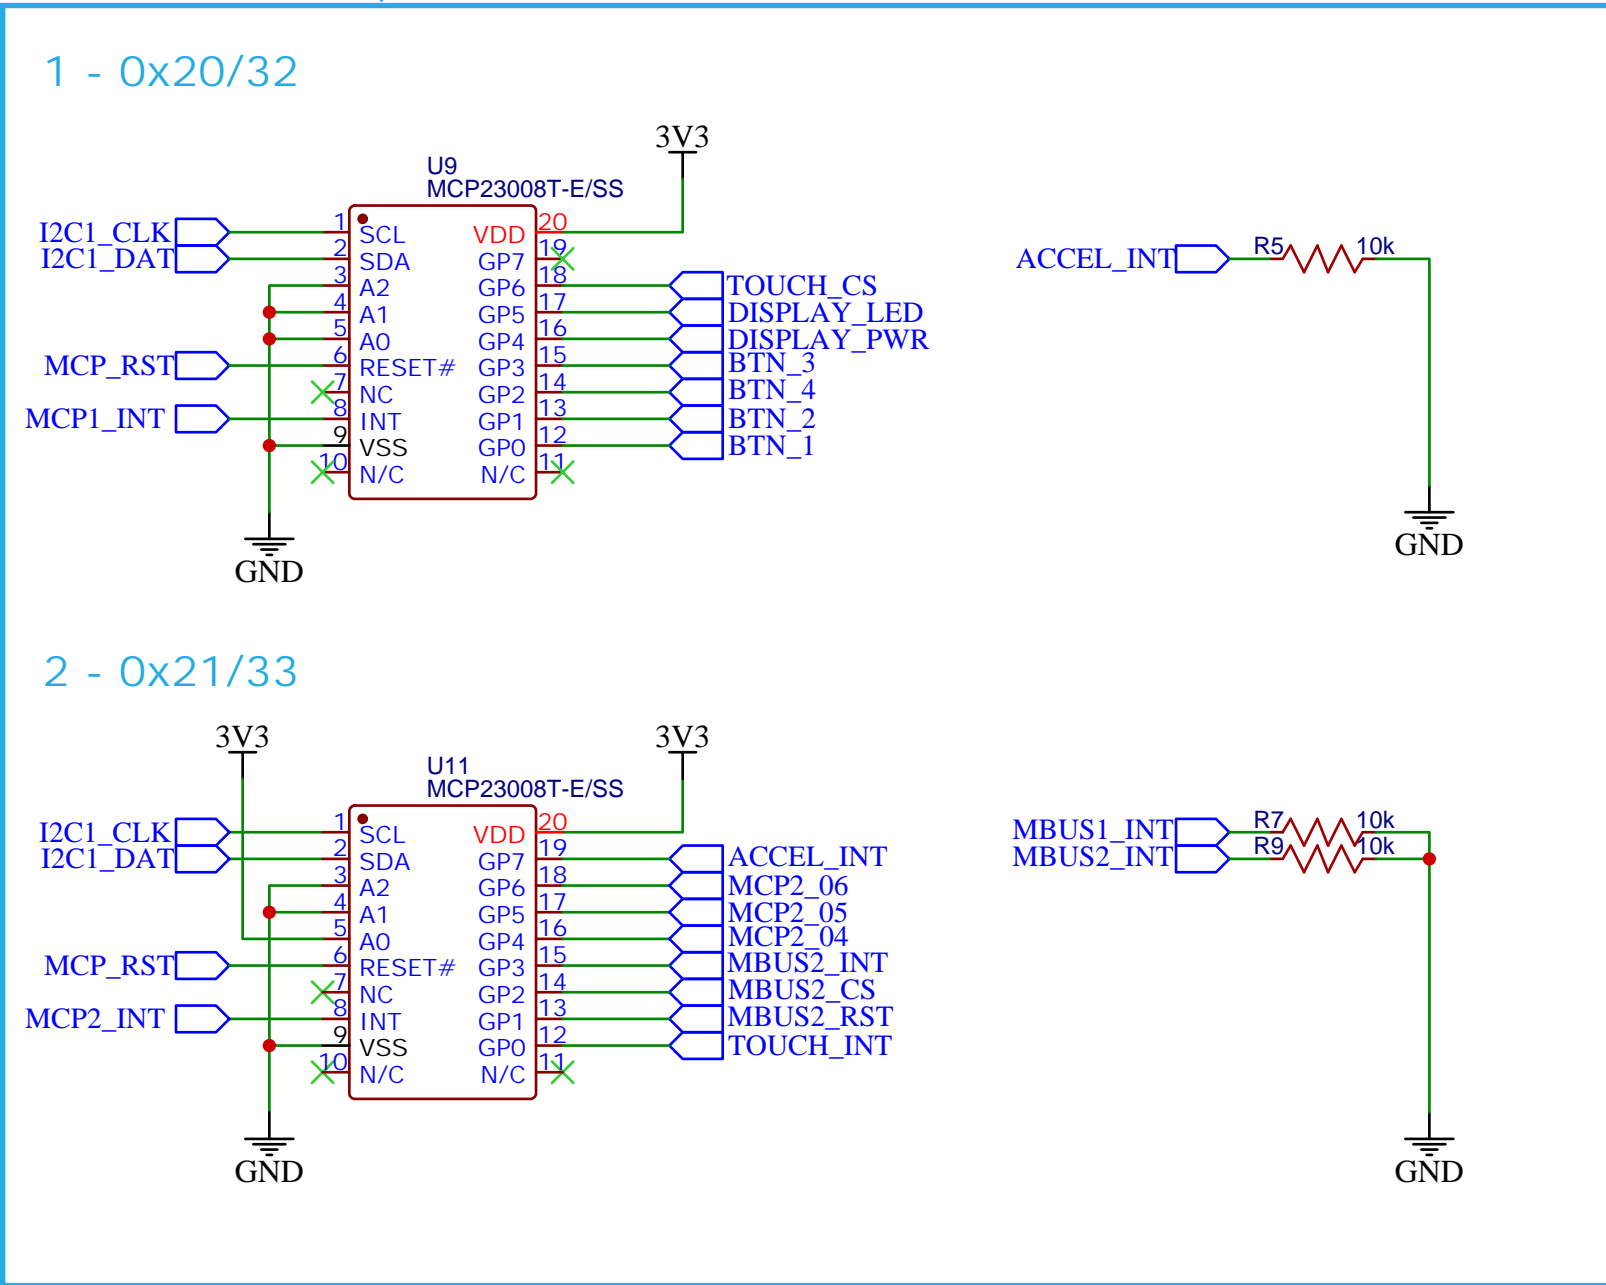 1 - 0x20/32
3V3
U9
MCP23008T-E/SS
I2C1_CLK 1 SCL VDD 20
I2C1_DAT 2 SDA GP7 19
3 A2 GP6 18 TOUCH_CS
4 A1 GP5 17 DISPLAY_LED
5 A0 GP4 16 DISPLAY_PWR
MCP_RST 6 RESET# GP3 15 BTN_3
7 NC GP2 14 BTN_4
MCP1_INT 8 INT GP1 13 BTN_2
9 VSS GP0 12 BTN_1
10 N/C N/C 11
GND
ACCEL_INT R5 10k
GND
2 - 0x21/33
3V3 3V3
U11
MCP23008T-E/SS
I2C1_CLK 1 SCL VDD 20
I2C1_DAT 2 SDA GP7 19 ACCEL_INT
3 A2 GP6 18 MCP2_06
4 A1 GP5 17 MCP2_05
5 A0 GP4 16 MCP2_04
MCP_RST 6 RESET# GP3 15 MBUS2_INT
7 NC GP2 14 MBUS2_CS
MCP2_INT 8 INT GP1 13 MBUS2_RST
9 VSS GP0 12 TOUCH_INT
10 N/C N/C 11
GND
MBUS1_INT R7 10k
MBUS2_INT R9 10k
GND